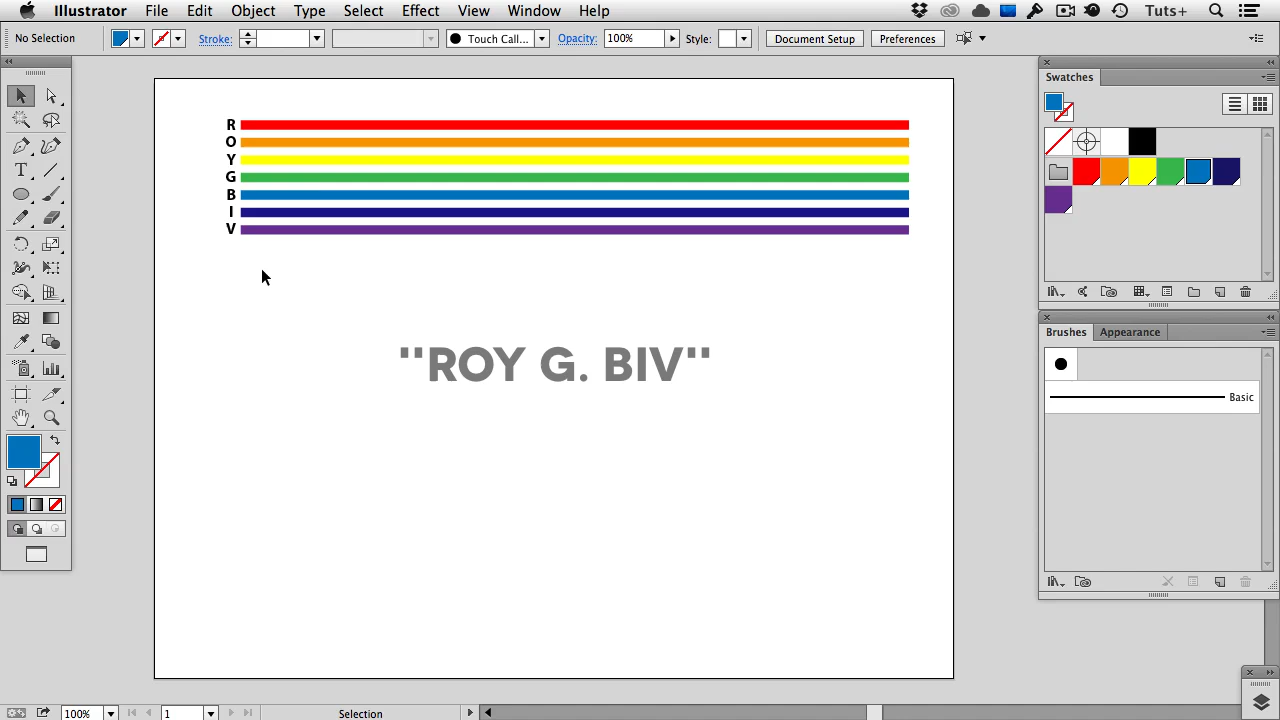 Illustrator File Edit Object Type Select Effect View Window Help Tuts+
No Selection Stroke: Touch Call... Opacity: 100% Style: Document Setup Preferences
Swatches
R
O
Y
G
B
I
V
"ROY G. BIV"
Brushes Appearance
Basic
100% 1 Selection